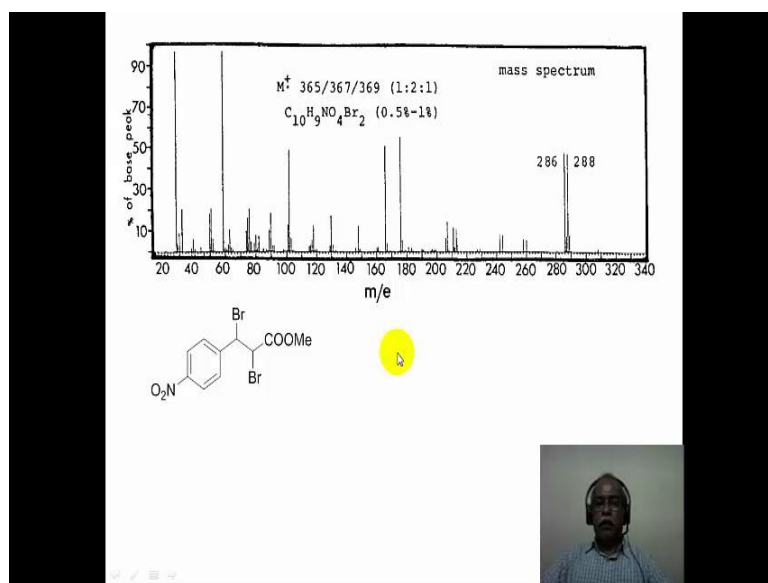 90-
mass spectrum
M+· 365/367/369 (1:2:1)
70-
C10H9NO4Br2 (0.5%-1%)
50-
286 288
30-
10-
% of base peak
20 40 60 80 100 120 140 160 180 200 220 240 260 280 300 320 340
m/e
Br
COOMe
Br
O2N